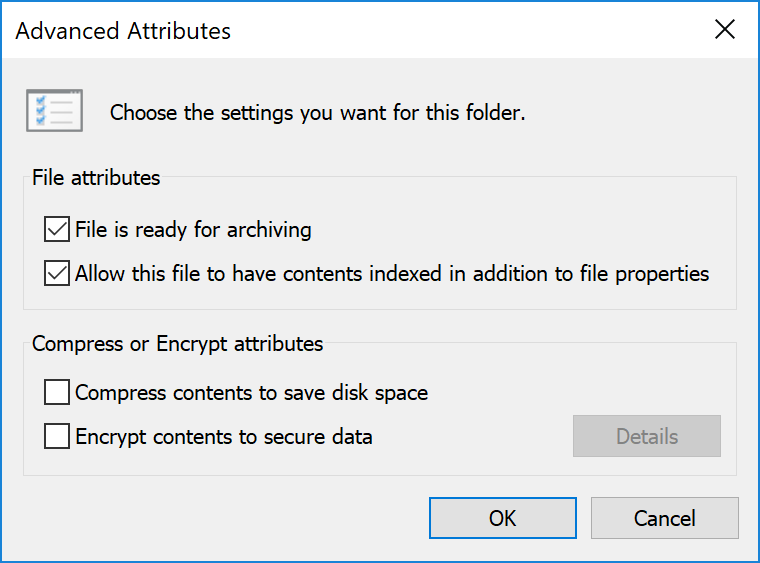 Advanced Attributes
Choose the settings you want for this folder.
File attributes
File is ready for archiving
Allow this file to have contents indexed in addition to file properties
Compress or Encrypt attributes
Compress contents to save disk space
Encrypt contents to secure data
Details
OK
Cancel